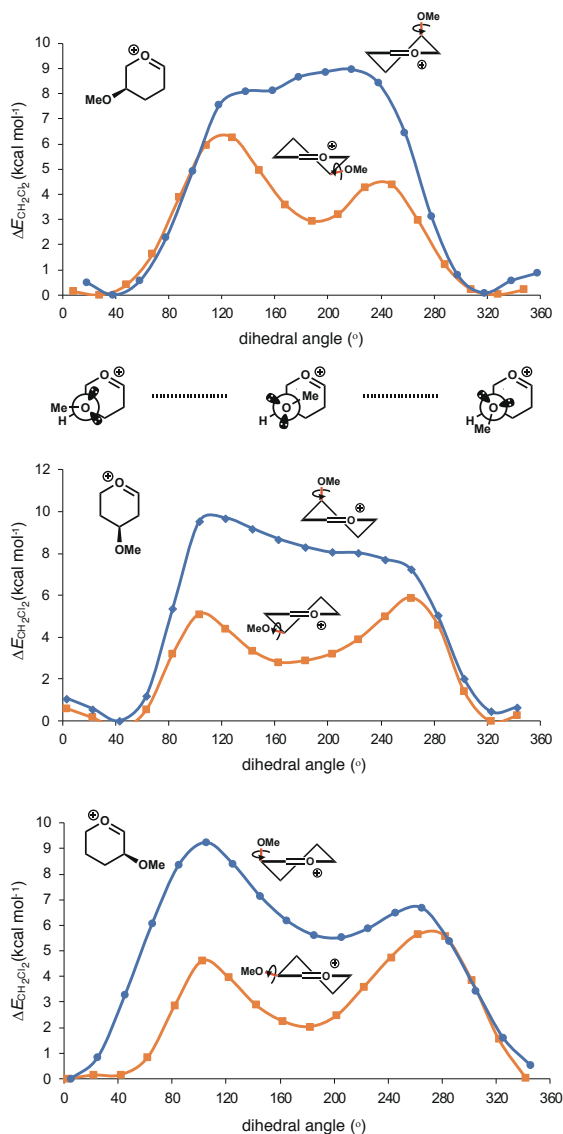 OMe
⊕
O
MeO
⊕
⊕
O
OMe
10
9
8
7
6
5
4
3
2
1
0
ΔE_CH₂Cl₂ (kcal mol⁻¹)
0 40 80 120 160 200 240 280 320 360
dihedral angle (º)
⊕ ⊕ ⊕
O O O
Me O O Me O
H H H Me
12
10
8
6
4
2
0
ΔE_CH₂Cl₂ (kcal mol⁻¹)
⊕
O
OMe
OMe
⊕
O
MeO
O
⊕
0 40 80 120 160 200 240 280 320 360
dihedral angle (º)
10
9
8
7
6
5
4
3
2
1
0
ΔE_CH₂Cl₂ (kcal mol⁻¹)
⊕
O
OMe
OMe
O
⊕
MeO
⊕
O
0 40 80 120 160 200 240 280 320 360
dihedral angle (º)